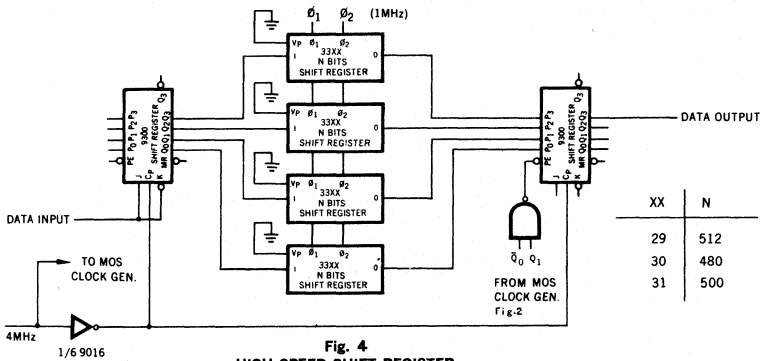 Ø1 Ø2 (1MHz)
VP Ø1 Ø2
I 33XX O
N BITS
SHIFT REGISTER
VP Ø1 Ø2
I 33XX O
N BITS
SHIFT REGISTER
VP Ø1 Ø2
I 33XX O
N BITS
SHIFT REGISTER
VP Ø1 Ø2
I 33XX O
N BITS
SHIFT REGISTER
Q̄3
P3 Q3
P2 Q2
P1 Q1
P0 Q0
PE MR
9300
SHIFT REGISTER
J CP K
DATA INPUT
TO MOS
CLOCK GEN.
4MHz
1/6 9016
Q̄3
P3 Q3
P2 Q2
P1 Q1
P0 Q0
PE MR
9300
SHIFT REGISTER
J CP K
DATA OUTPUT
Q̄0 Q1
FROM MOS
CLOCK GEN.
Fig.2
XX N
29 512
30 480
31 500
Fig. 4
HIGH SPEED SHIFT REGISTER